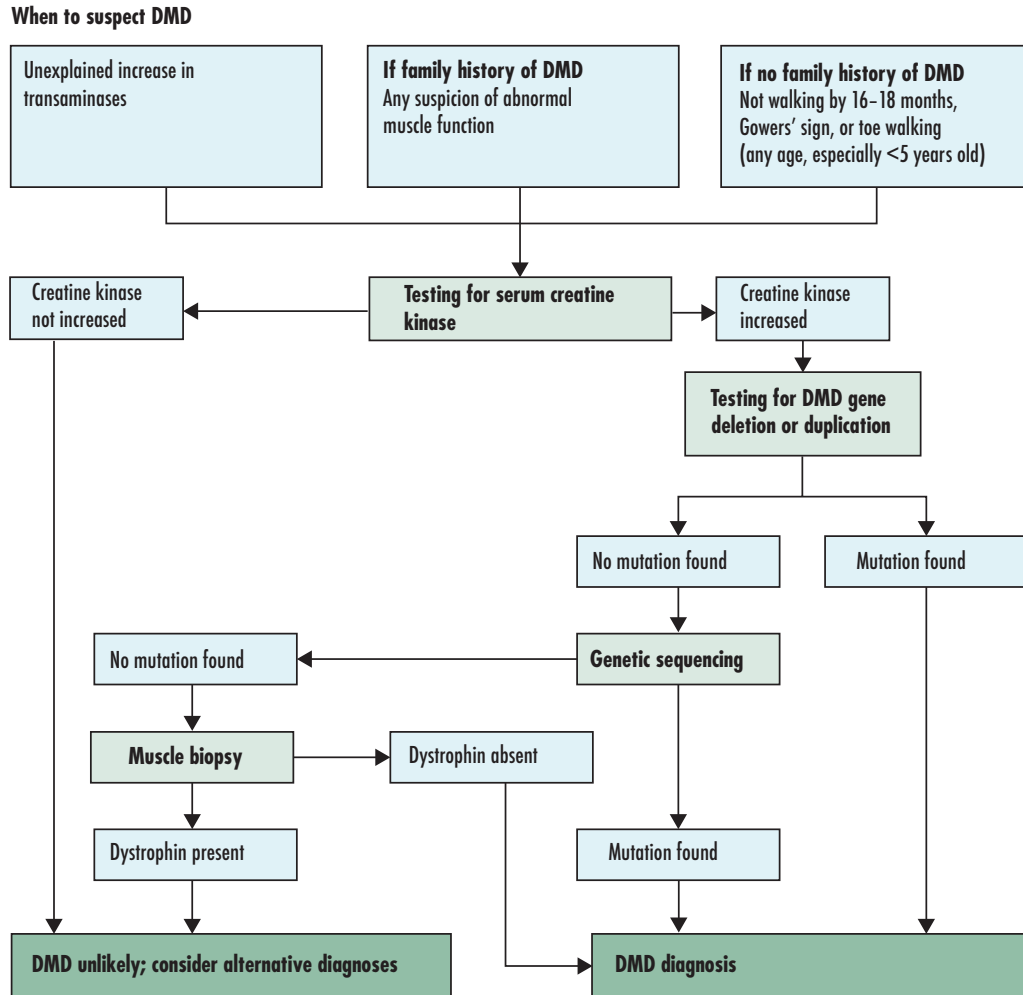 When to suspect DMD
Unexplained increase in
transaminases
If family history of DMD
Any suspicion of abnormal
muscle function
If no family history of DMD
Not walking by 16–18 months,
Gowers’ sign, or toe walking
(any age, especially <5 years old)
Creatine kinase
not increased
Testing for serum creatine
kinase
Creatine kinase
increased
Testing for DMD gene
deletion or duplication
No mutation found
Mutation found
No mutation found
Genetic sequencing
Muscle biopsy
Dystrophin absent
Dystrophin present
Mutation found
DMD unlikely; consider alternative diagnoses
DMD diagnosis